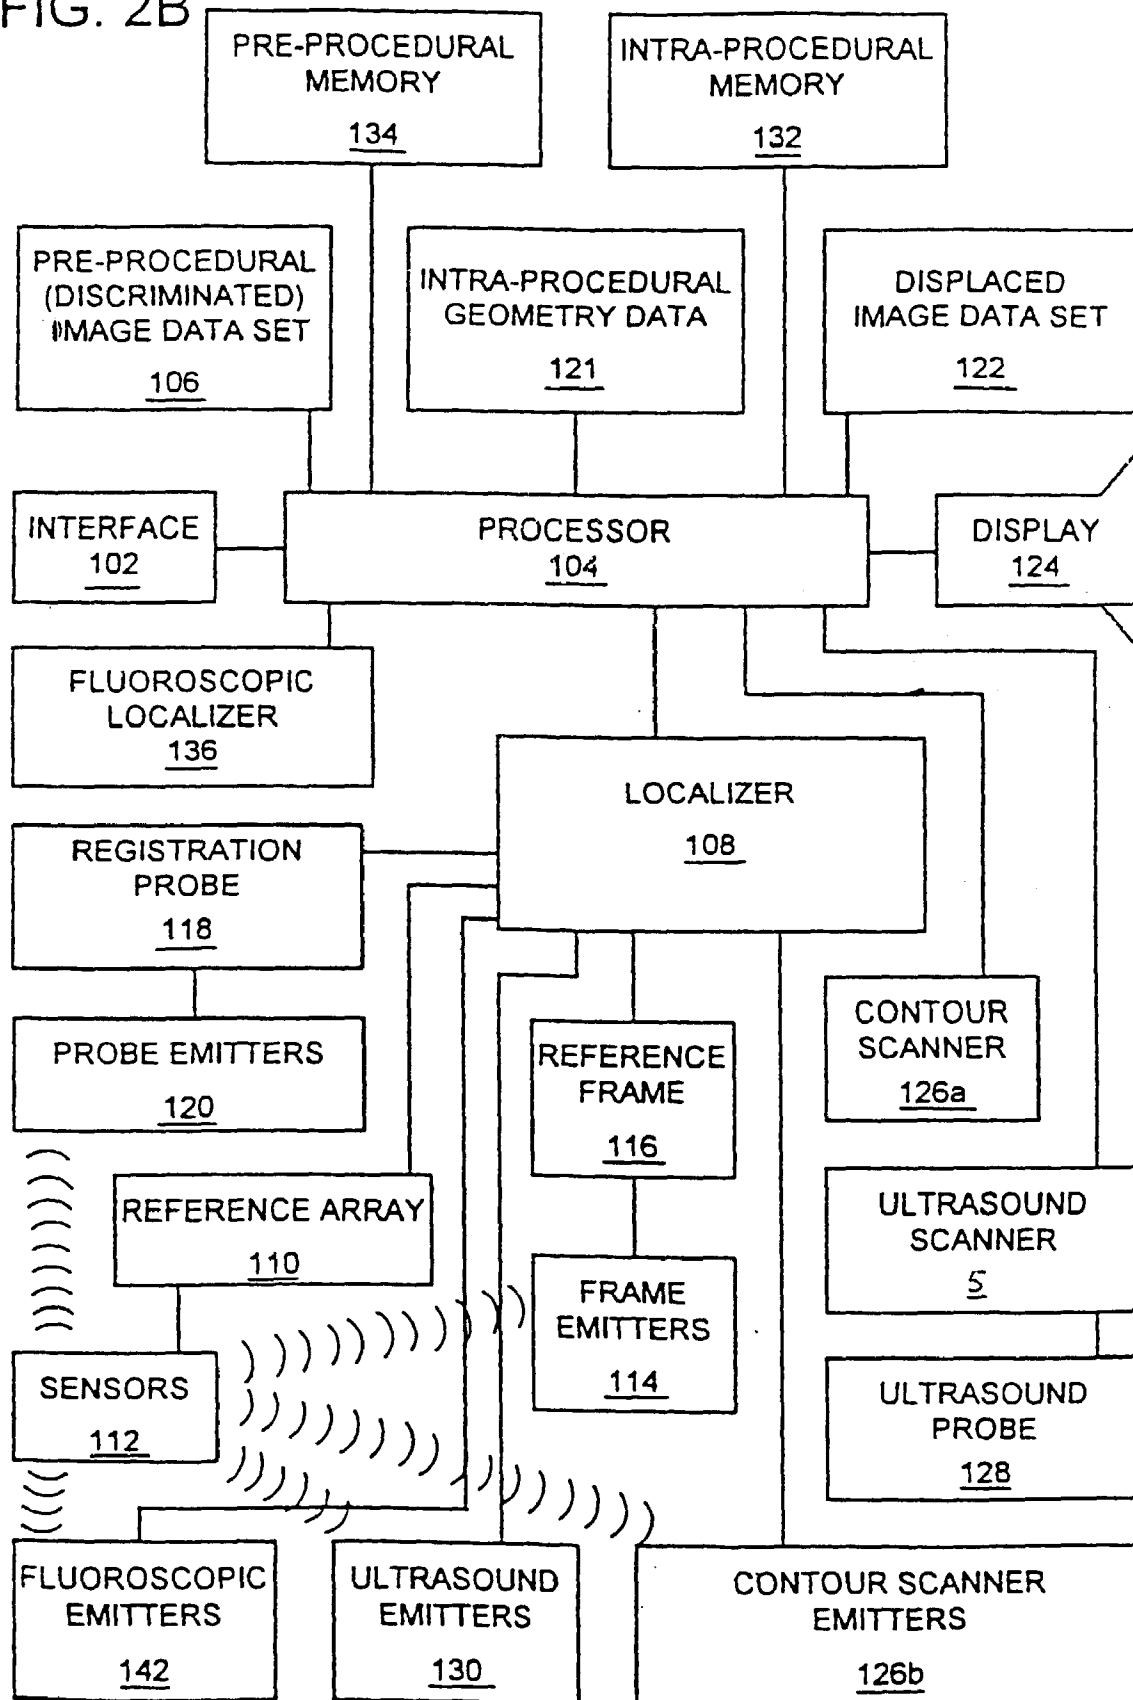 FIG. 2B
PRE-PROCEDURAL
MEMORY
134
INTRA-PROCEDURAL
MEMORY
132
PRE-PROCEDURAL
(DISCRIMINATED)
IMAGE DATA SET
106
INTRA-PROCEDURAL
GEOMETRY DATA
121
DISPLACED
IMAGE DATA SET
122
INTERFACE
102
PROCESSOR
104
DISPLAY
124
FLUOROSCOPIC
LOCALIZER
136
LOCALIZER
108
REGISTRATION
PROBE
118
PROBE EMITTERS
120
REFERENCE
FRAME
116
CONTOUR
SCANNER
126a
REFERENCE ARRAY
110
ULTRASOUND
SCANNER
5
FRAME
EMITTERS
114
SENSORS
112
ULTRASOUND
PROBE
128
FLUOROSCOPIC
EMITTERS
142
ULTRASOUND
EMITTERS
130
CONTOUR SCANNER
EMITTERS
126b